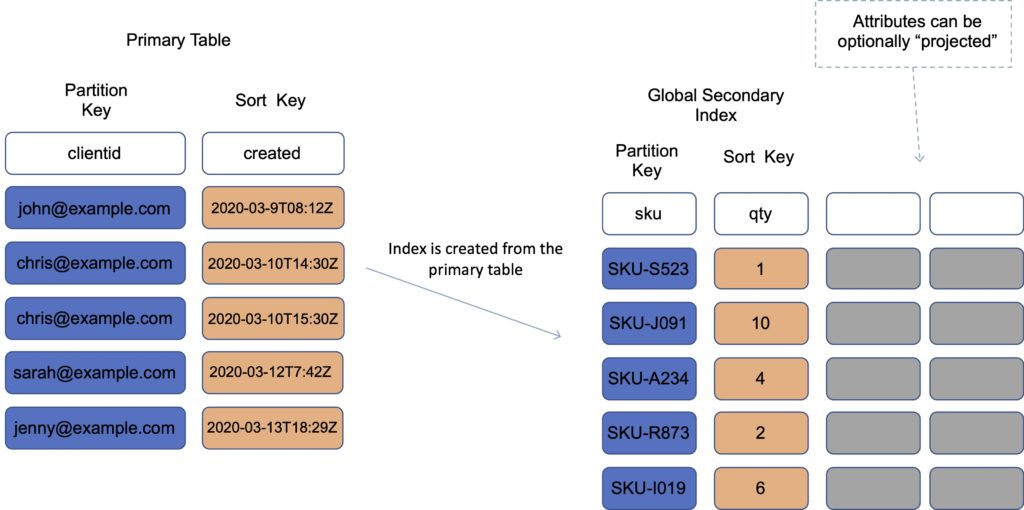 Primary Table
Partition
Key
Sort Key
clientid
created
john@example.com
2020-03-9T08:12Z
chris@example.com
2020-03-10T14:30Z
chris@example.com
2020-03-10T15:30Z
sarah@example.com
2020-03-12T7:42Z
jenny@example.com
2020-03-13T18:29Z
Index is created from the
primary table
Attributes can be
optionally “projected”
Global Secondary
Index
Partition
Key
Sort Key
sku
qty
SKU-S523
1
SKU-J091
10
SKU-A234
4
SKU-R873
2
SKU-I019
6